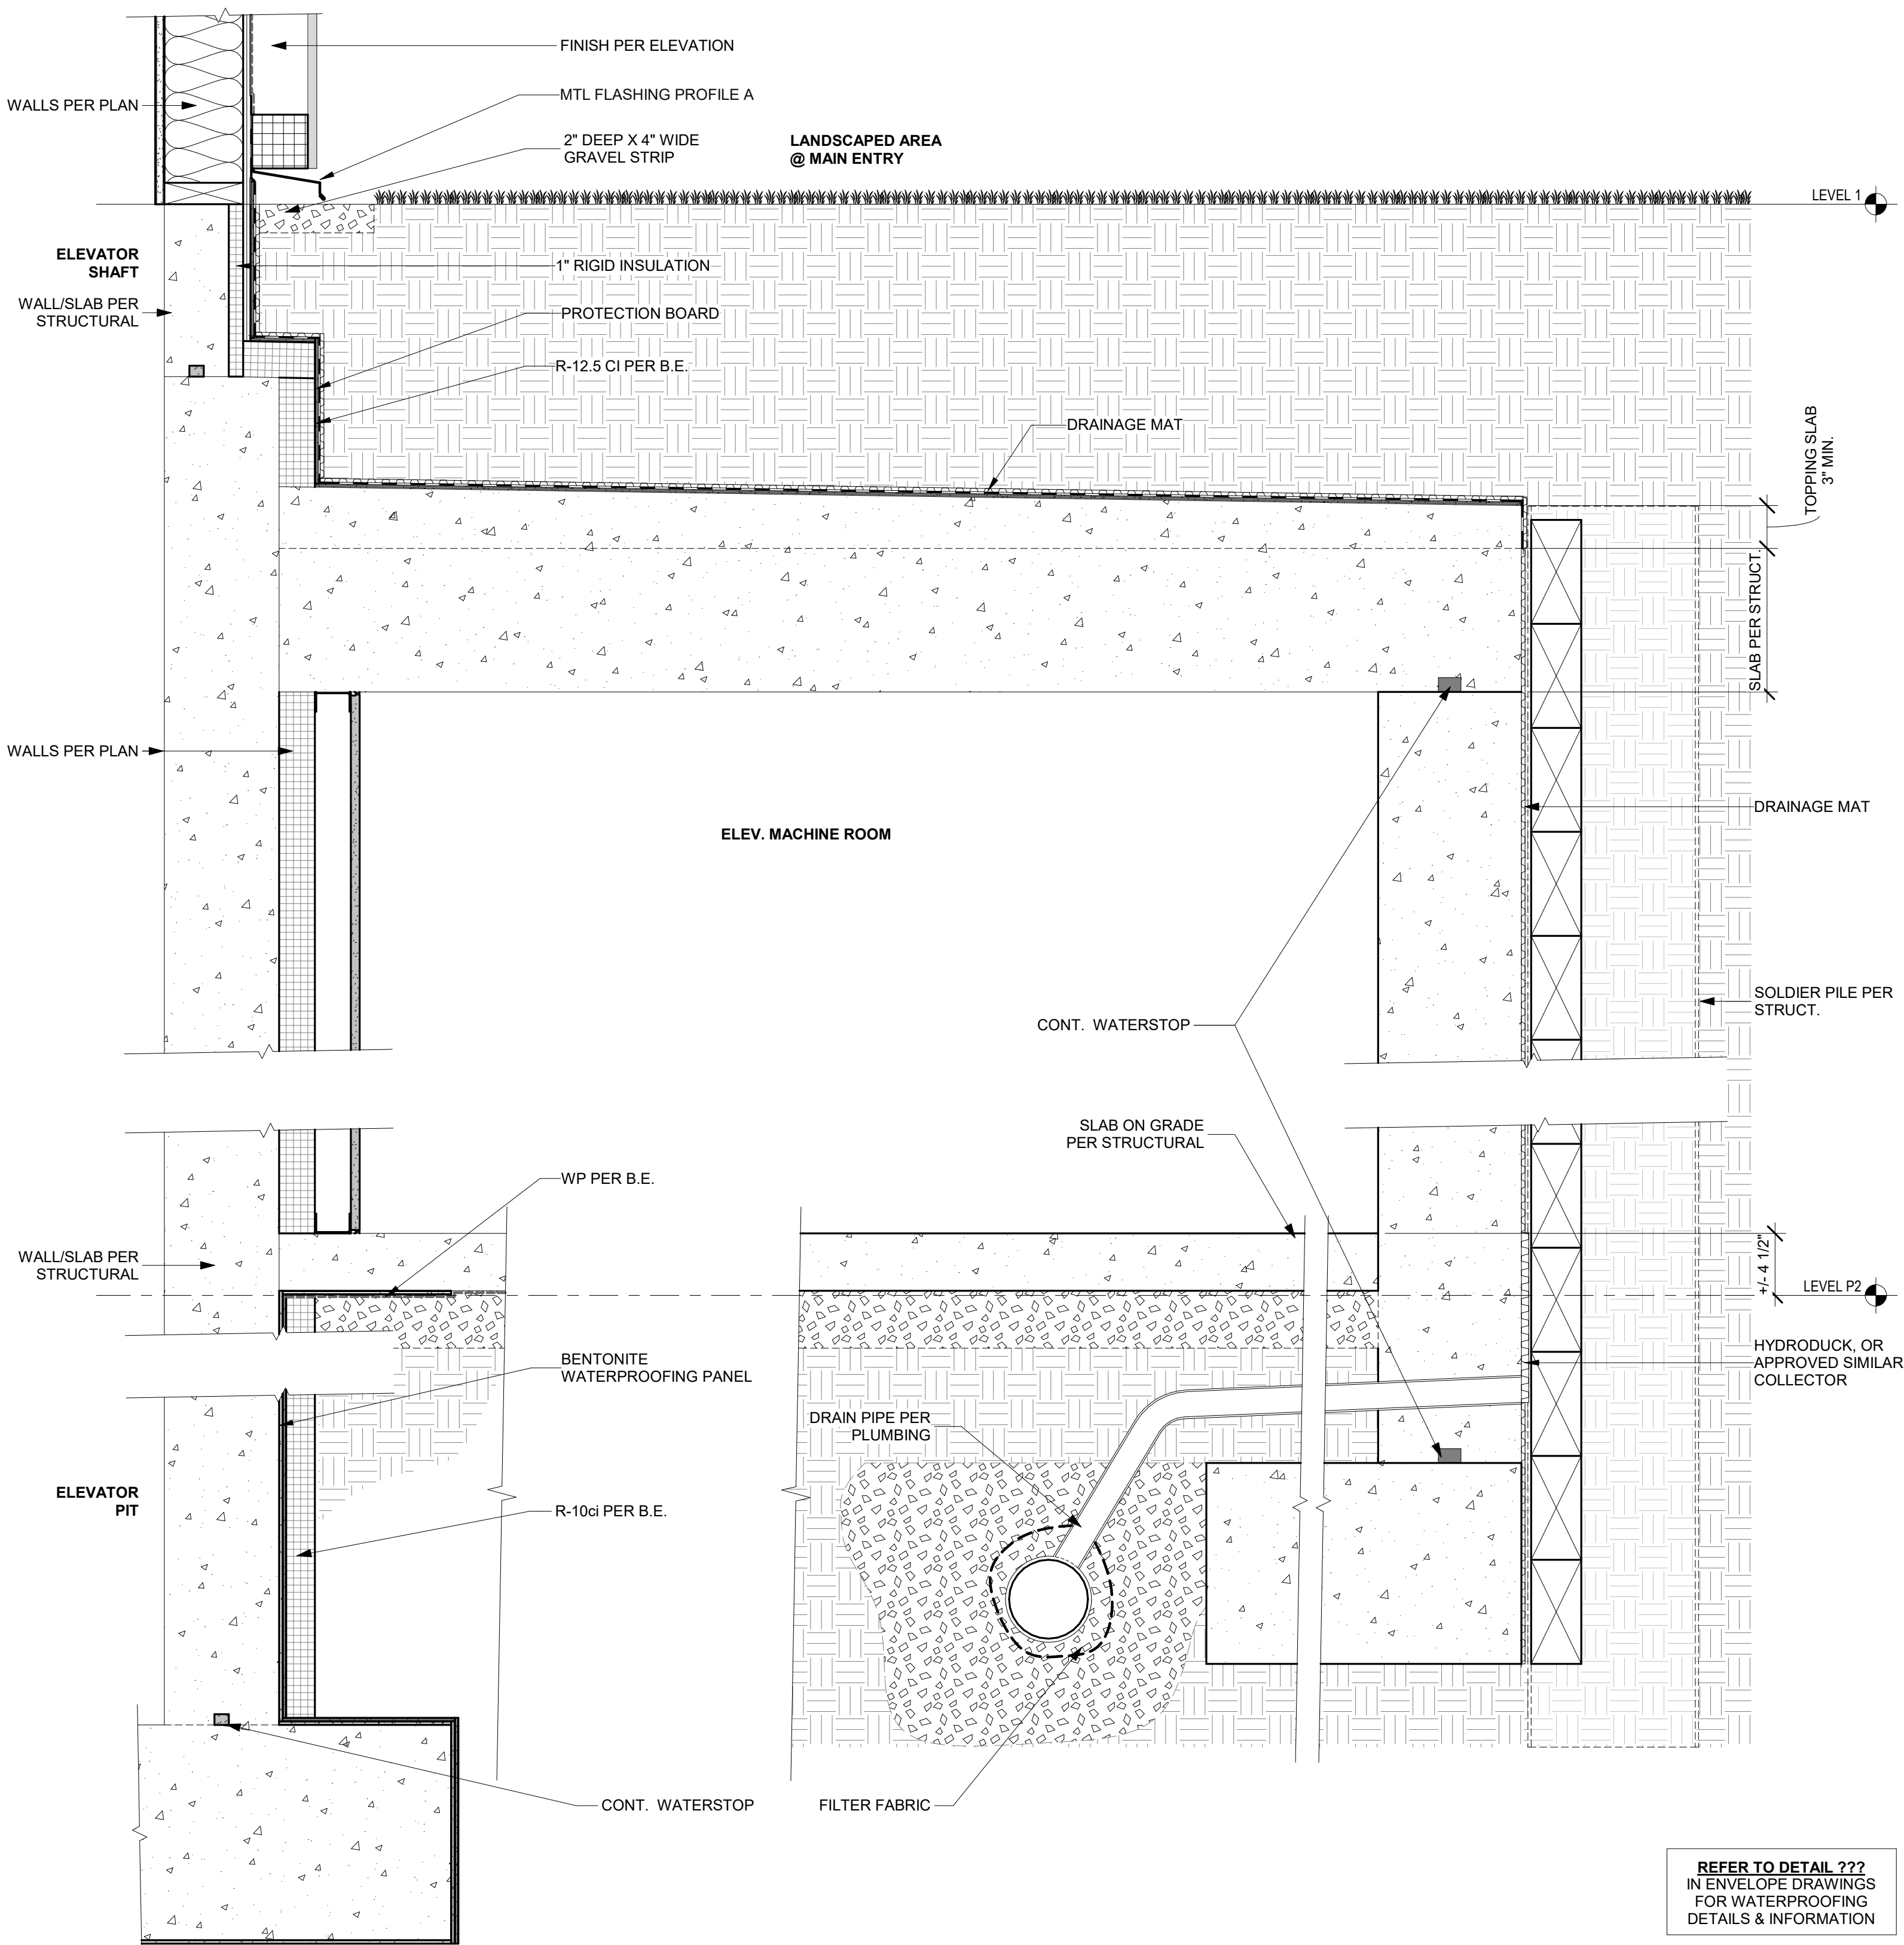 FINISH PER ELEVATION
MTL FLASHING PROFILE A
WALLS PER PLAN
2" DEEP X 4" WIDE
GRAVEL STRIP
LANDSCAPED AREA
@ MAIN ENTRY
LEVEL 1
ELEVATOR
SHAFT
1" RIGID INSULATION
WALL/SLAB PER
STRUCTURAL
PROTECTION BOARD
R-12.5 CI PER B.E.
DRAINAGE MAT
TOPPING SLAB
3" MIN.
SLAB PER STRUCT.
WALLS PER PLAN
DRAINAGE MAT
ELEV. MACHINE ROOM
SOLDIER PILE PER
STRUCT.
CONT. WATERSTOP
SLAB ON GRADE
PER STRUCTURAL
WP PER B.E.
WALL/SLAB PER
STRUCTURAL
+/- 4 1/2"
LEVEL P2
HYDRODUCK, OR
APPROVED SIMILAR
COLLECTOR
BENTONITE
WATERPROOFING PANEL
DRAIN PIPE PER
PLUMBING
ELEVATOR
PIT
R-10ci PER B.E.
CONT. WATERSTOP
FILTER FABRIC
REFER TO DETAIL ???
IN ENVELOPE DRAWINGS
FOR WATERPROOFING
DETAILS & INFORMATION